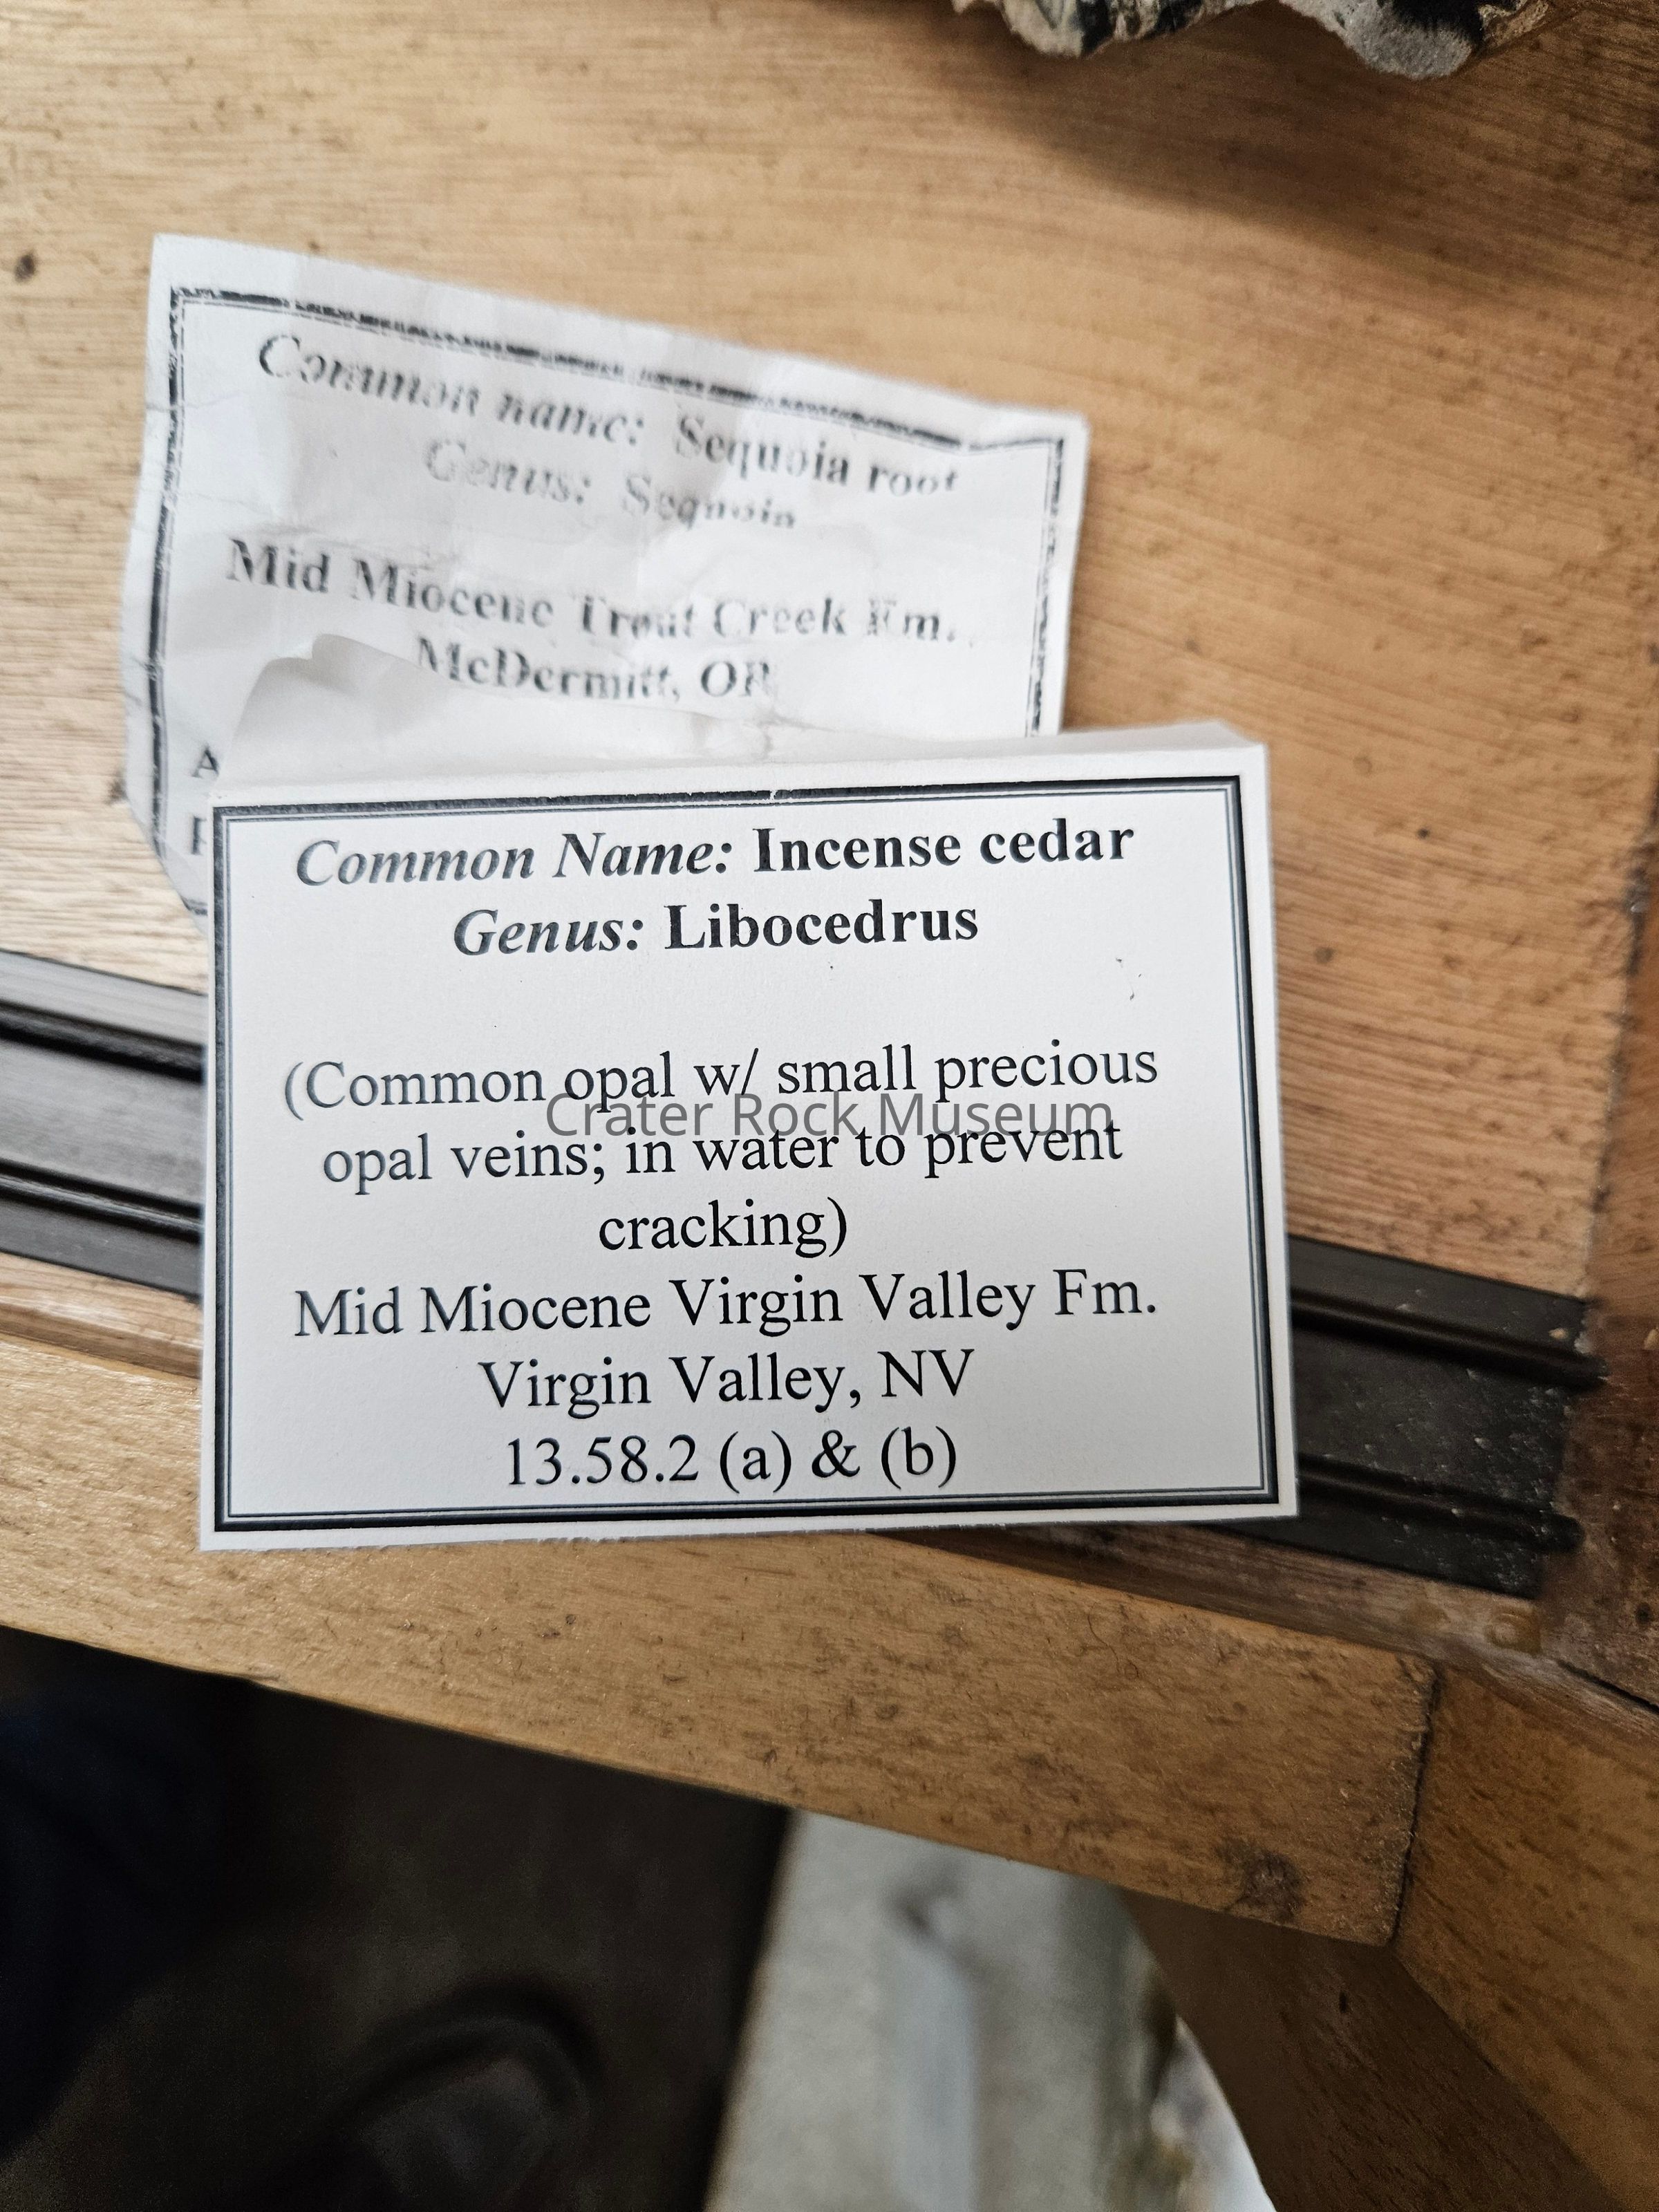 Common name: Sequoia root
Genus: Sequoia
Mid Miocene Trout Creek Fm.
McDermitt, OR
A
Common Name: Incense cedar
Genus: Libocedrus
(Common opal w/ small precious
Crater Rock Museum
opal veins; in water to prevent
cracking)
Mid Miocene Virgin Valley Fm.
Virgin Valley, NV
13.58.2 (a) & (b)